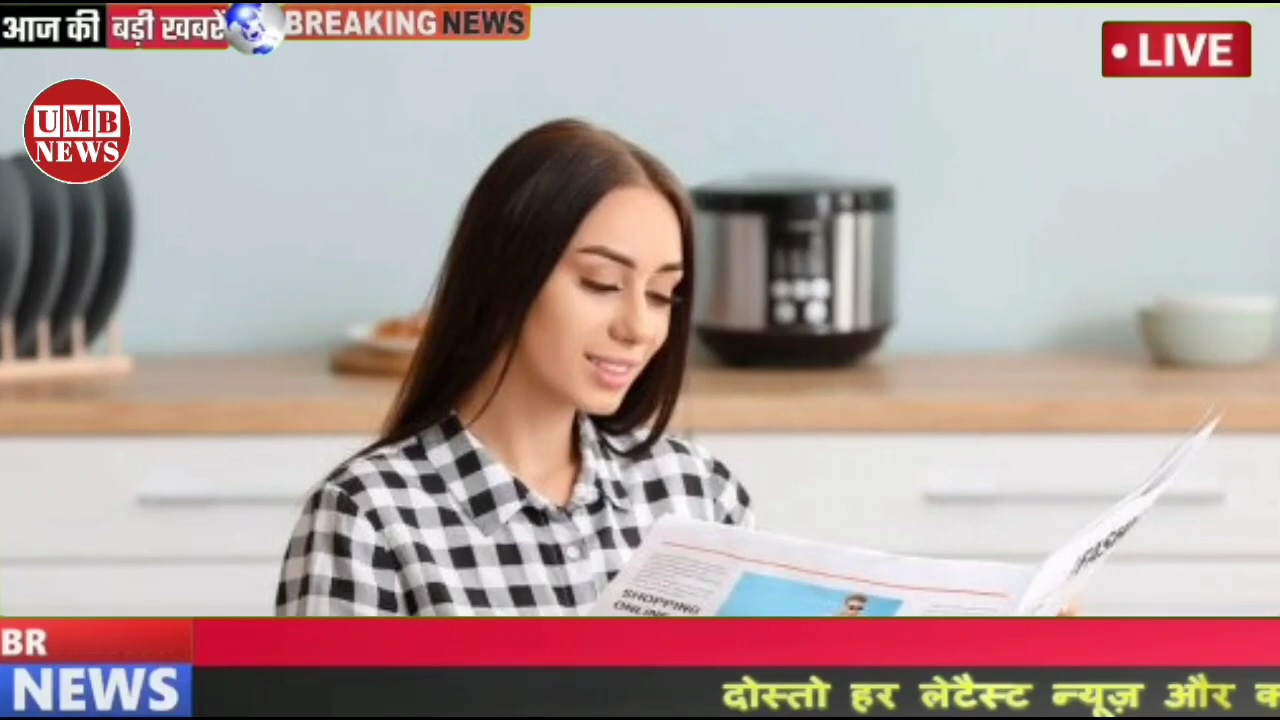 आज की बड़ी खबरें BREAKING NEWS
LIVE
UMB
NEWS
SHOPPING
ONLINE
BR
NEWS
दोस्तो हर लेटैस्ट न्यूज़ और